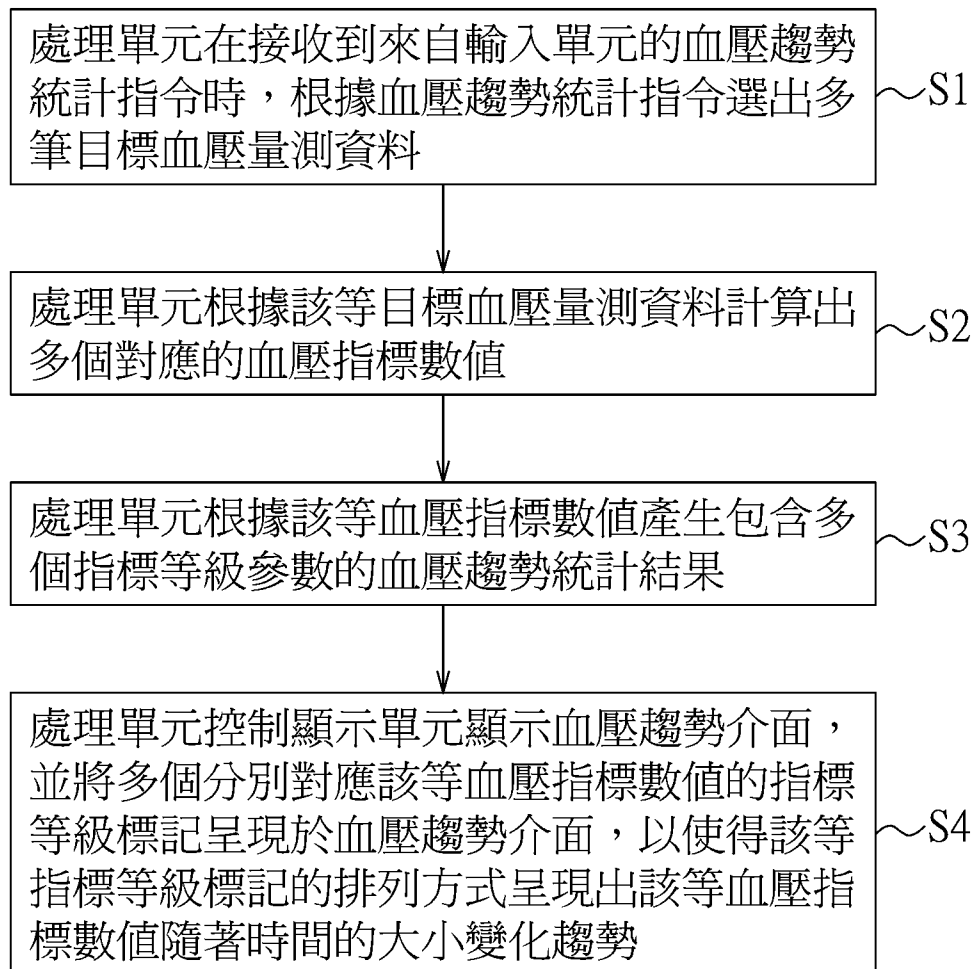 處理單元在接收到來自輸入單元的血壓趨勢
統計指令時，根據血壓趨勢統計指令選出多
筆目標血壓量測資料
S1
處理單元根據該等目標血壓量測資料計算出
多個對應的血壓指標數值
S2
處理單元根據該等血壓指標數值產生包含多
個指標等級參數的血壓趨勢統計結果
S3
處理單元控制顯示單元顯示血壓趨勢介面，
並將多個分別對應該等血壓指標數值的指標
等級標記呈現於血壓趨勢介面，以使得該等
指標等級標記的排列方式呈現出該等血壓指
標數值隨著時間的大小變化趨勢
S4